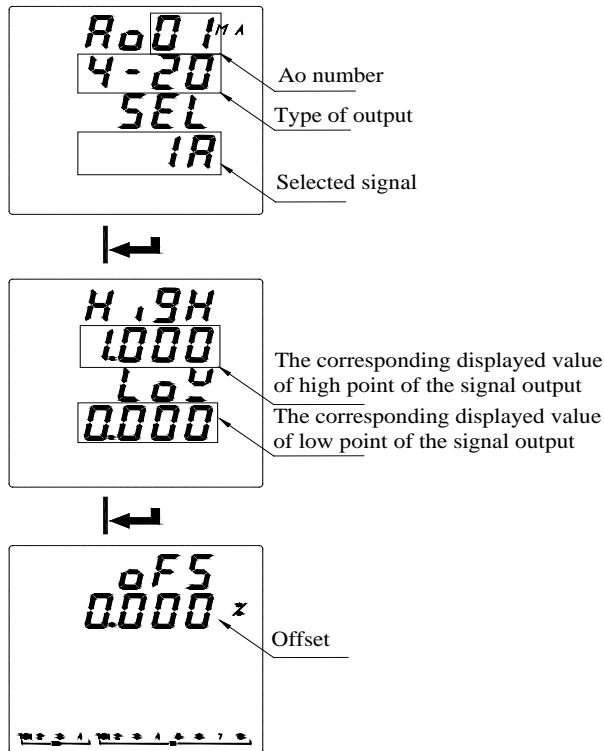 Ao01 MA
4-20
SEL
IA
Ao number
Type of output
Selected signal
HigH
1.000
LoW
0.000
The corresponding displayed value
of high point of the signal output
The corresponding displayed value
of low point of the signal output
oFS
0.000 %
Offset